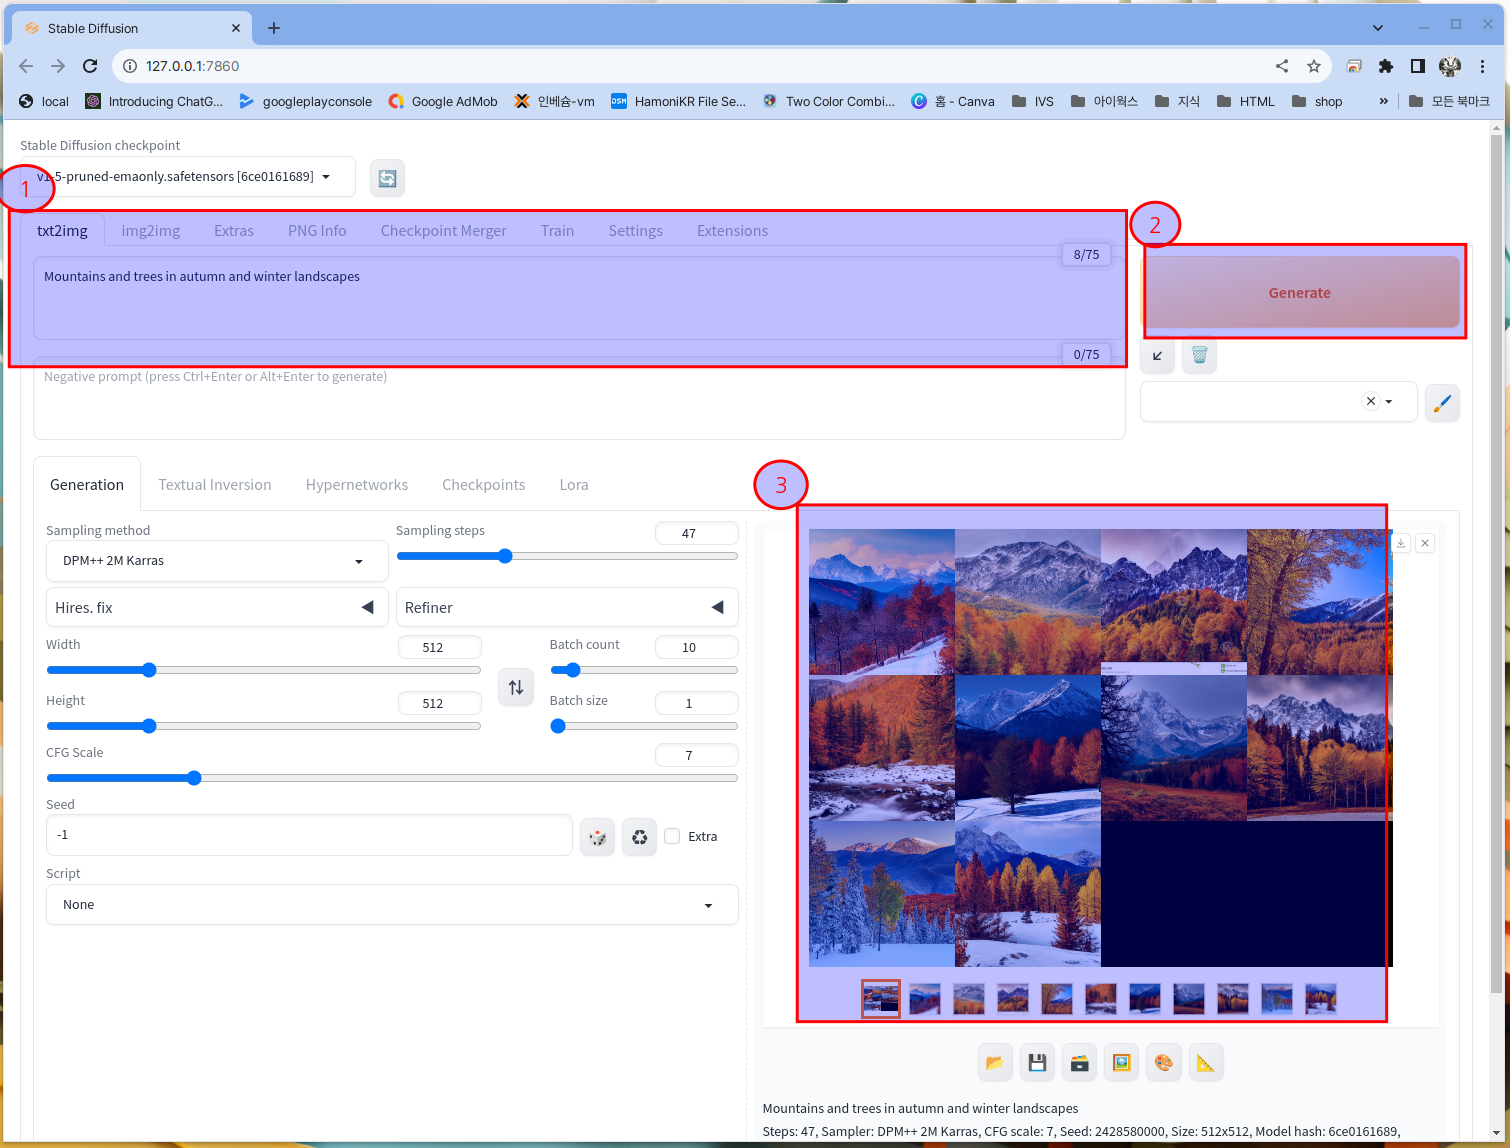 Stable Diffusion
127.0.0.1:7860
local Introducing ChatG... googleplayconsole Google AdMob 인베슘-vm HamoniKR File Se... Two Color Combi... 홈 - Canva IVS 아이웍스 지식 HTML shop » 모든 북마크
Stable Diffusion checkpoint
v1-5-pruned-emaonly.safetensors [6ce0161689]
1
2
txt2img img2img Extras PNG Info Checkpoint Merger Train Settings Extensions
8/75
Mountains and trees in autumn and winter landscapes
Generate
0/75
Negative prompt (press Ctrl+Enter or Alt+Enter to generate)
Generation Textual Inversion Hypernetworks Checkpoints Lora
3
Sampling method
Sampling steps
47
DPM++ 2M Karras
Hires. fix
Refiner
Width
512
Batch count
10
Height
512
Batch size
1
CFG Scale
7
Seed
-1
Extra
Script
None
Mountains and trees in autumn and winter landscapes
Steps: 47, Sampler: DPM++ 2M Karras, CFG scale: 7, Seed: 2428580000, Size: 512x512, Model hash: 6ce0161689,